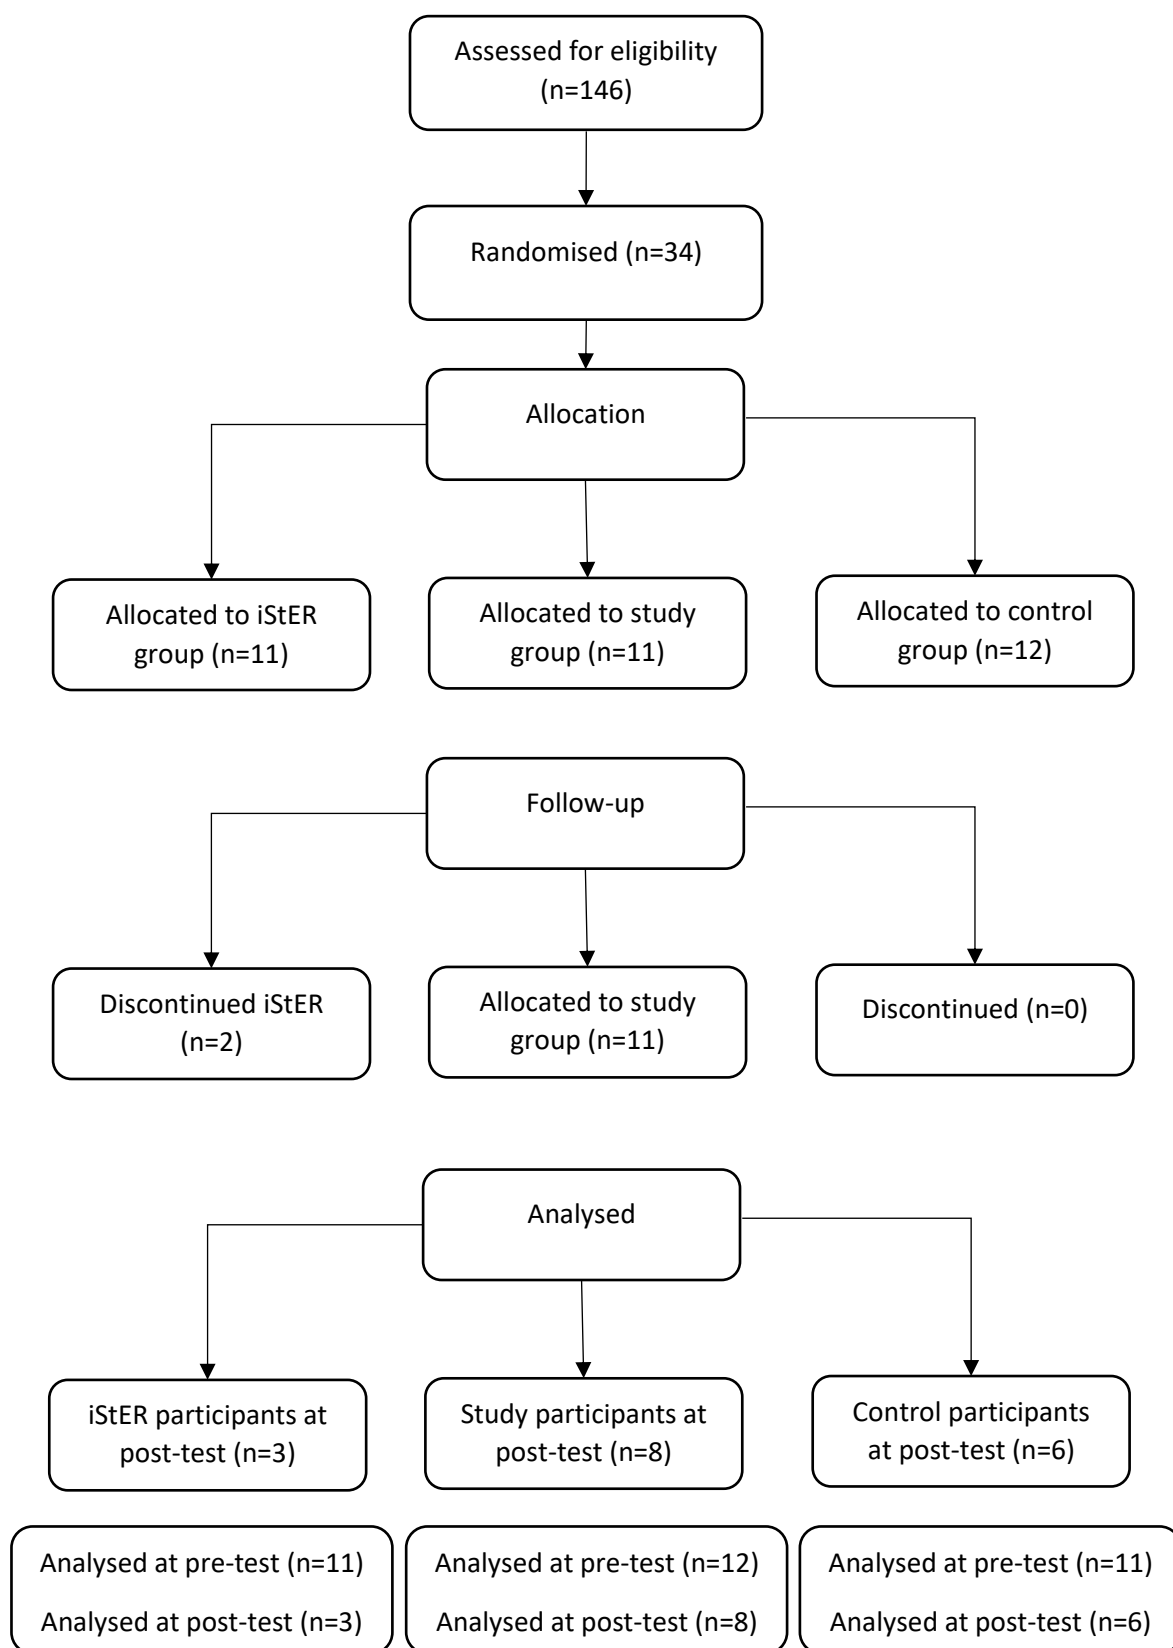 Assessed for eligibility
(n=146)
Randomised (n=34)
Allocation
Allocated to iStER
group (n=11)
Allocated to study
group (n=11)
Allocated to control
group (n=12)
Follow-up
Discontinued iStER
(n=2)
Allocated to study
group (n=11)
Discontinued (n=0)
Analysed
iStER participants at
post-test (n=3)
Study participants at
post-test (n=8)
Control participants
at post-test (n=6)
Analysed at pre-test (n=11)
Analysed at post-test (n=3)
Analysed at pre-test (n=12)
Analysed at post-test (n=8)
Analysed at pre-test (n=11)
Analysed at post-test (n=6)